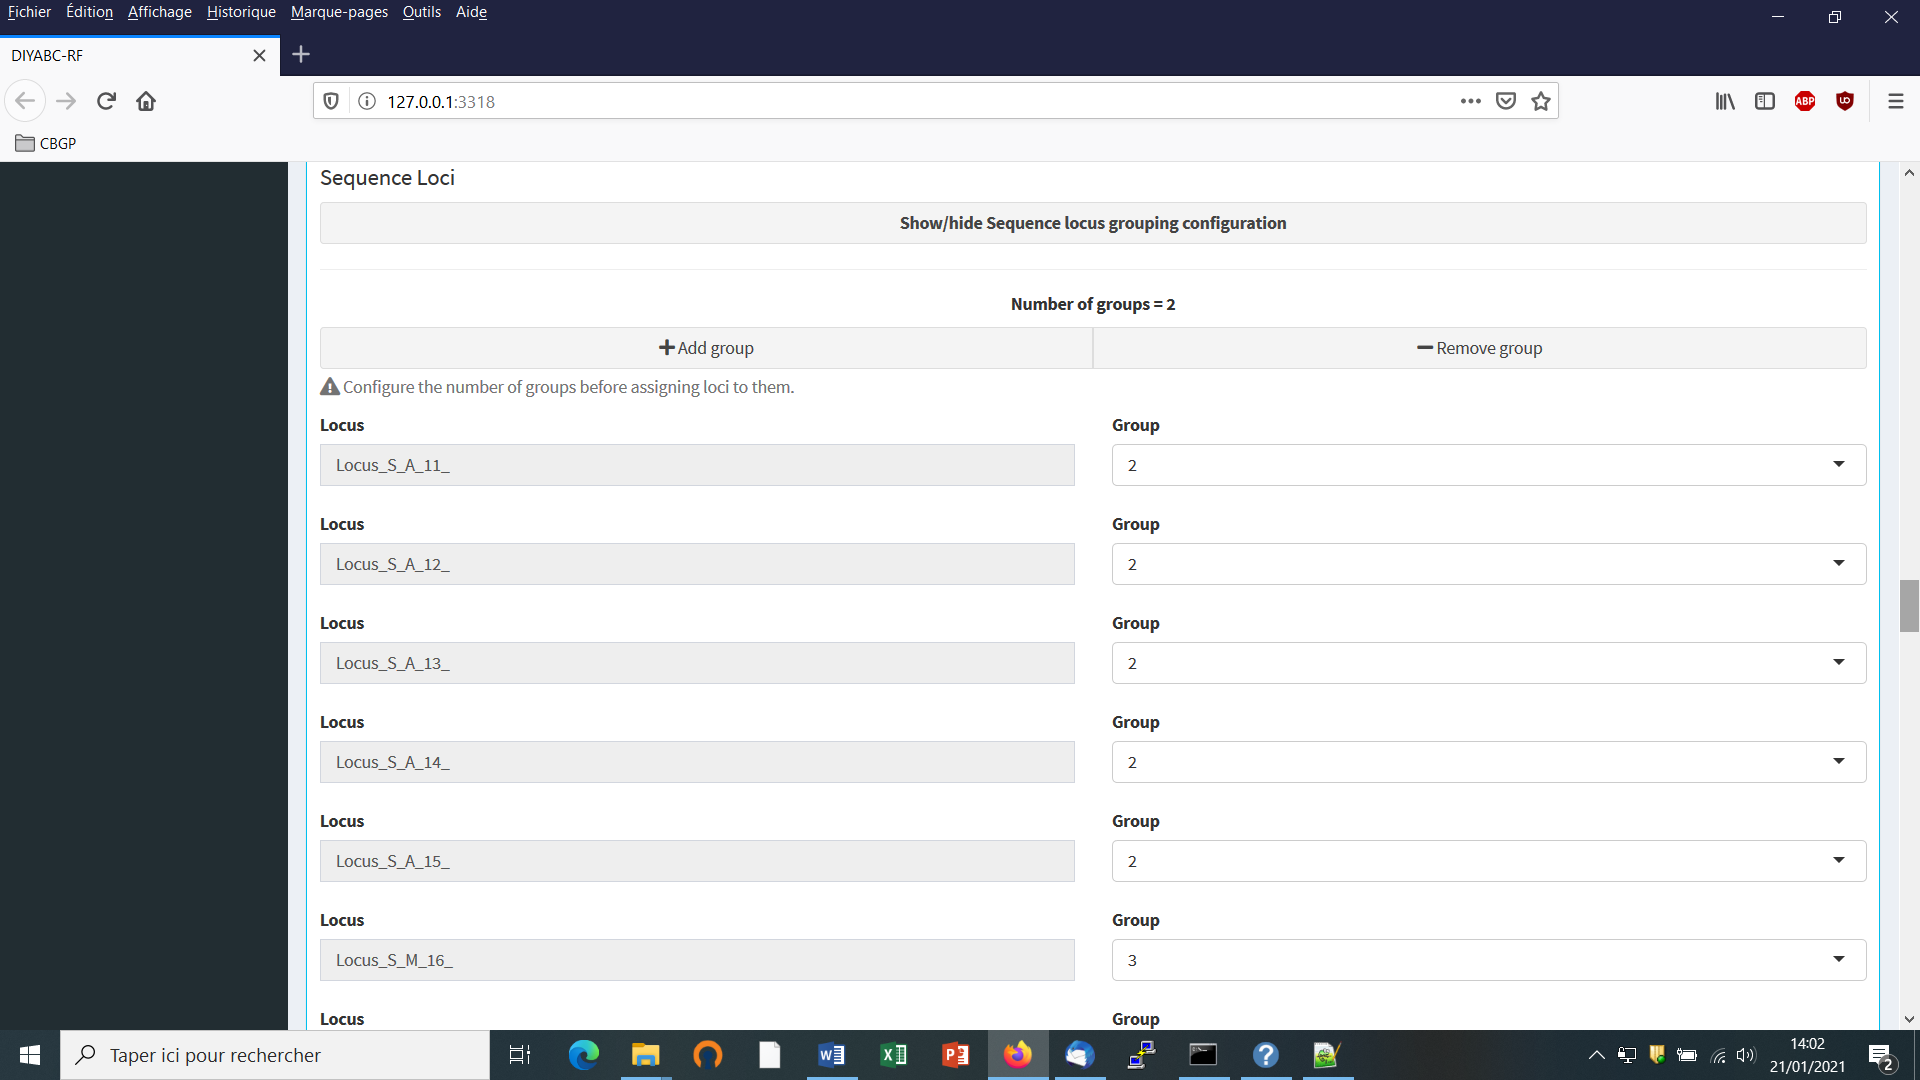 Fichier Édition Affichage Historique Marque-pages Outils Aide
DIYABC-RF
127.0.0.1:3318
ABP
CBGP
Sequence Loci
Show/hide Sequence locus grouping configuration
Number of groups = 2
Add group
Remove group
Configure the number of groups before assigning loci to them.
Locus Group
Locus_S_A_11_ 2
Locus Group
Locus_S_A_12_ 2
Locus Group
Locus_S_A_13_ 2
Locus Group
Locus_S_A_14_ 2
Locus Group
Locus_S_A_15_ 2
Locus Group
Locus_S_M_16_ 3
Locus Group
Taper ici pour rechercher
14:02
21/01/2021
2